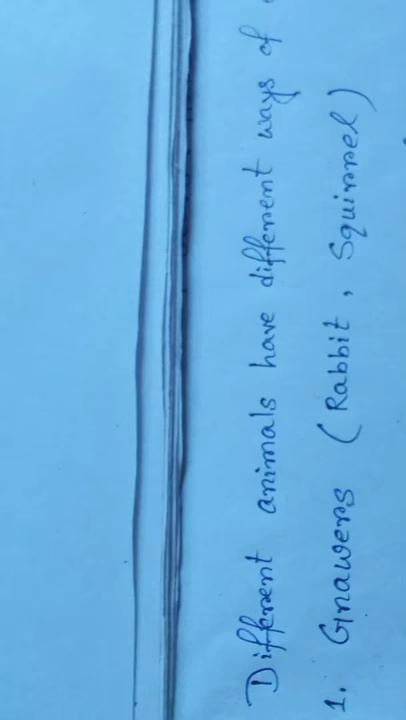 Different animals have different ways of
1. Gnawers (Rabbit, Squirrel)